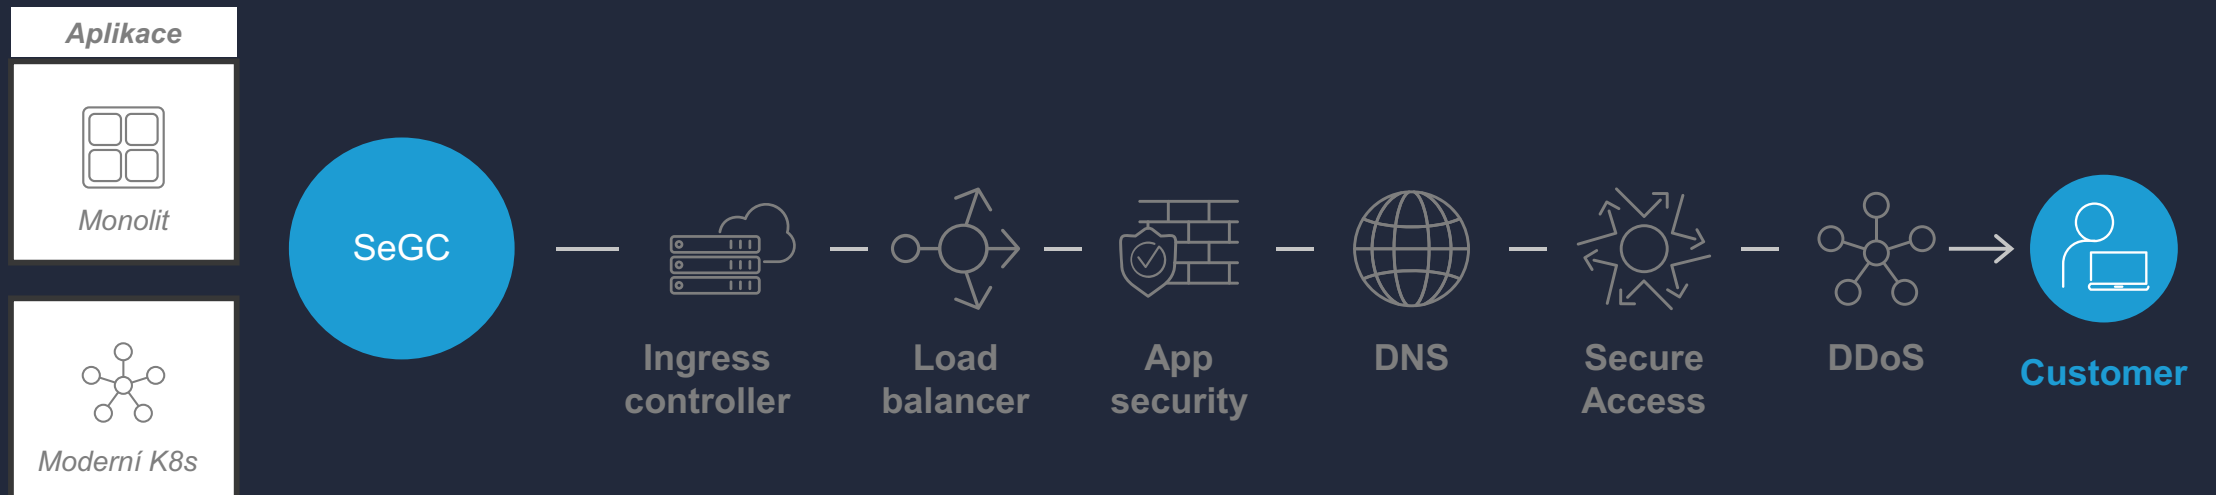 Aplikace
Monolit
Moderní K8s
SeGC
Ingress
controller
Load
balancer
App
security
DNS
Secure
Access
DDoS
Customer